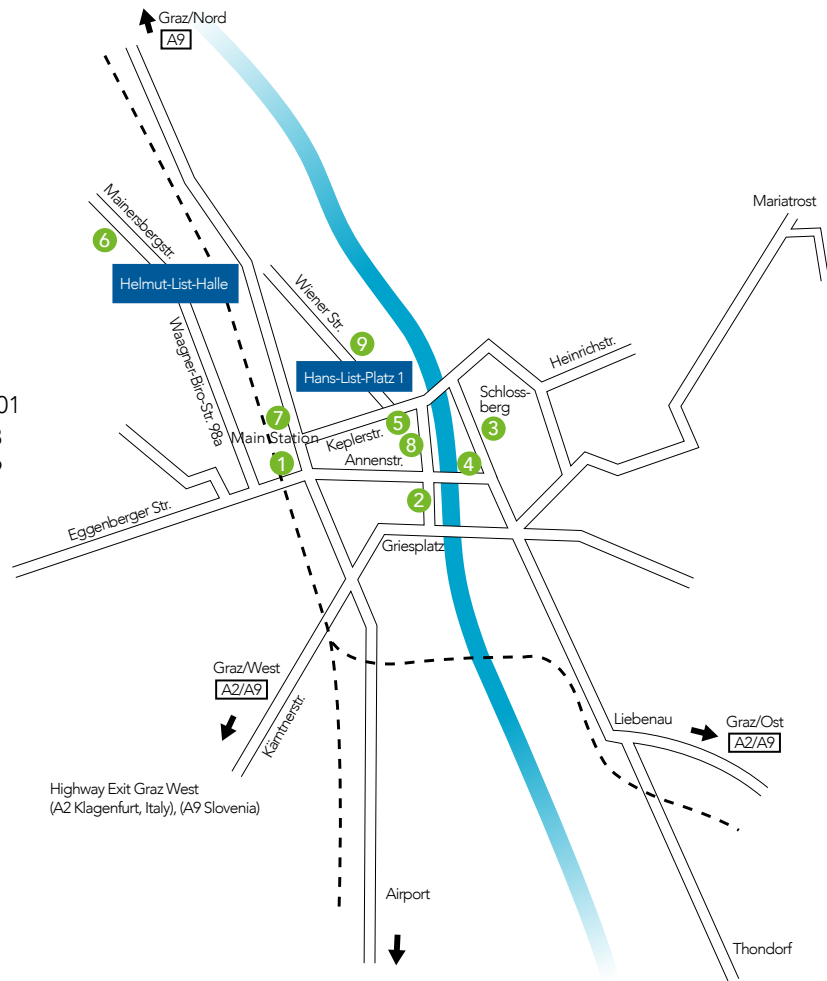 Graz/Nord
A9
Mariatrost
Mainersbergstr.
6
Helmut-List-Halle
Wiener Str.
Waagner-Biro-Str. 98a
9
Heinrichstr.
Hans-List-Platz 1
Schloss-
berg
01
7
5
3
Main Station
Keplerstr.
8
1
Annenstr.
4
2
Eggenberger Str.
Griesplatz
Graz/West
A2/A9
Kärntnerstr.
Liebenau
Graz/Ost
A2/A9
Highway Exit Graz West
(A2 Klagenfurt, Italy), (A9 Slovenia)
Airport
Thondorf